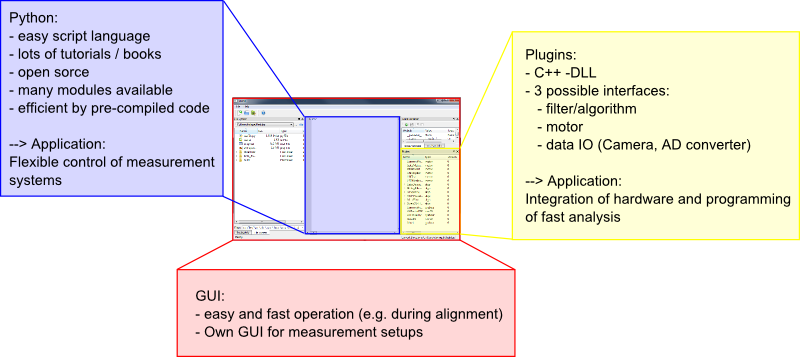 Python:
- easy script language
- lots of tutorials / books
- open sorce
- many modules available
- efficient by pre-compiled code
--> Application:
Flexible control of measurement
systems
Plugins:
- C++ -DLL
- 3 possible interfaces:
- filter/algorithm
- motor
- data IO (Camera, AD converter)
--> Application:
Integration of hardware and programming
of fast analysis
GUI:
- easy and fast operation (e.g. during alignment)
- Own GUI for measurement setups